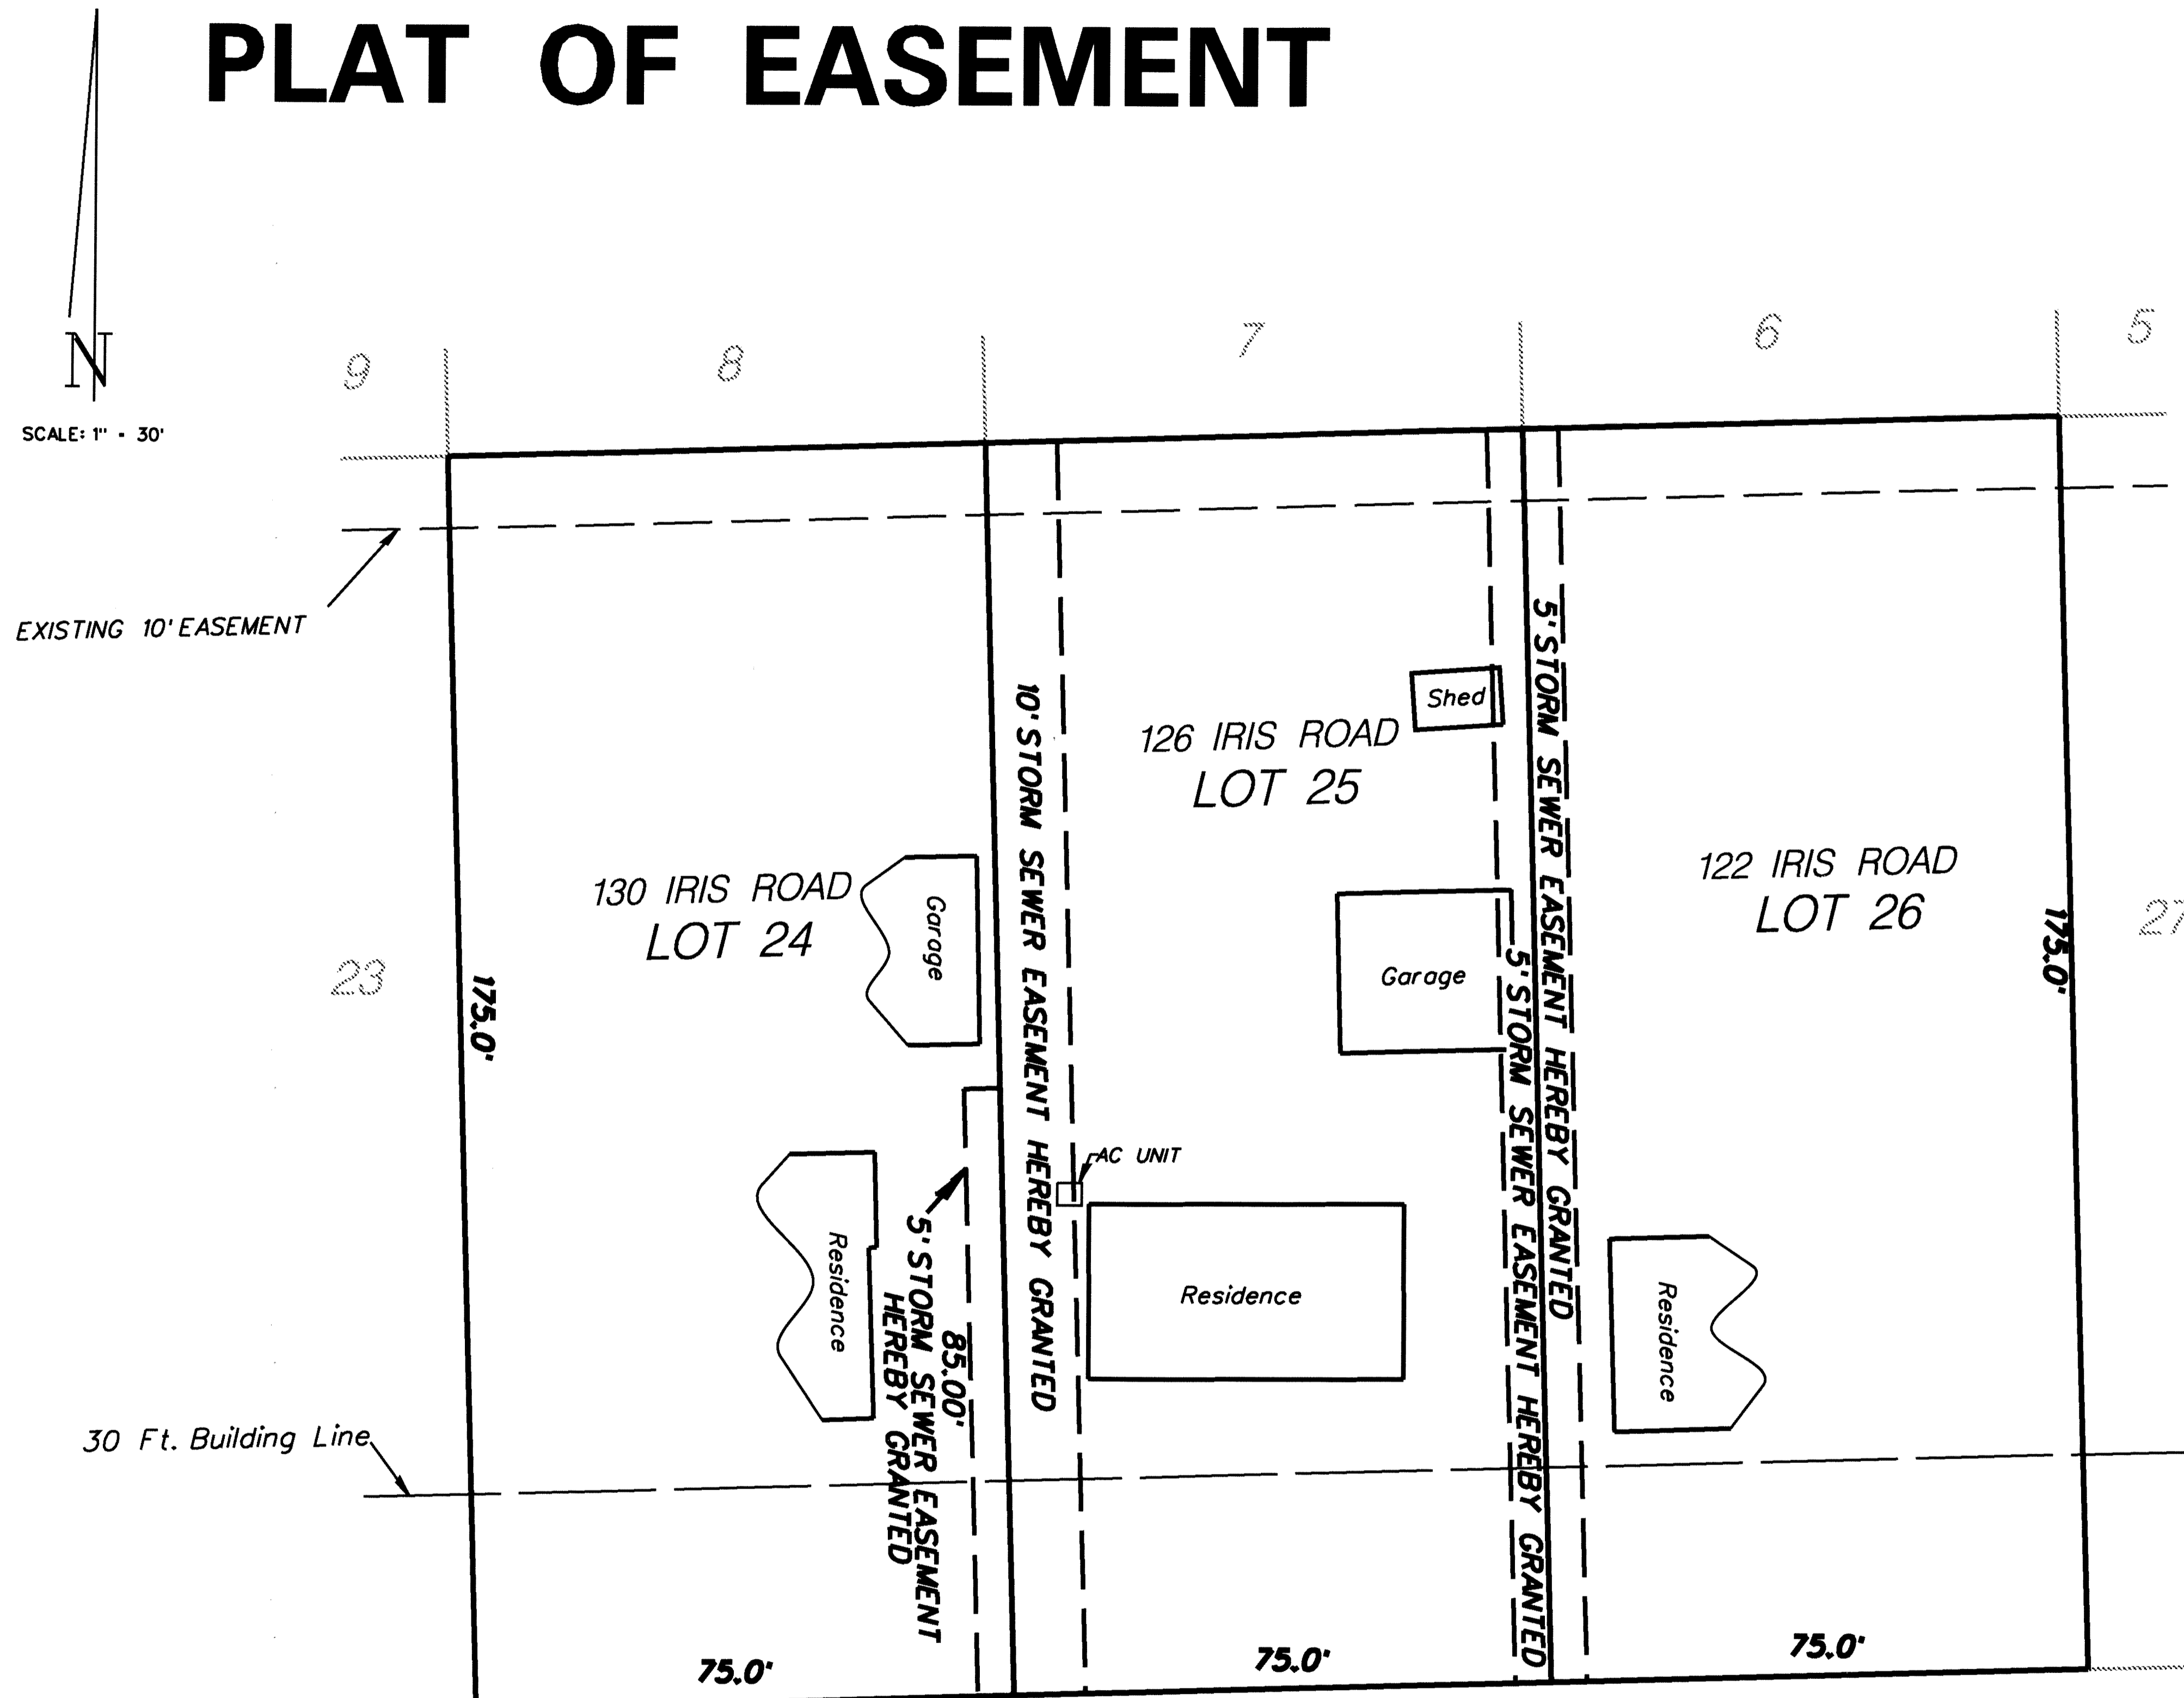 PLAT OF EASEMENT
N
SCALE: 1" = 30'
9
8
7
6
5
EXISTING 10' EASEMENT
10' STORM SEWER EASEMENT HEREBY GRANTED
5' STORM SEWER EASEMENT HEREBY GRANTED
5' STORM SEWER EASEMENT HEREBY GRANTED
Shed
126 IRIS ROAD
LOT 25
130 IRIS ROAD
LOT 24
Garage
122 IRIS ROAD
LOT 26
27
23
175.0'
175.0'
Garage
AC UNIT
Residence
Residence
Residence
85.00'
5' STORM SEWER EASEMENT
HEREBY GRANTED
30 Ft. Building Line
75.0'
75.0'
75.0'